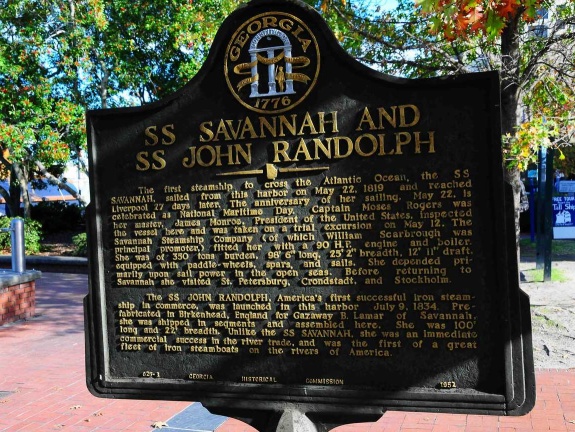 GEORGIA
1776
SS SAVANNAH AND
SS JOHN RANDOLPH
The first steamship to cross the Atlantic Ocean, the SS
SAVANNAH, sailed from this harbor on May 22, 1819 and reached
Liverpool 27 days later. The anniversary of her sailing, May 22, is
celebrated as National Maritime Day. Captain Moses Rogers was
her master. James Monroe, President of the United States, inspected
the vessel here and was taken on a trial excursion on May 12. The
Savannah Steamship Company (of which William Scarborough was
principal promoter) fitted her with a 90 H.P. engine and boiler.
She was of 350 tons burden, 98' 6" long, 25' 2" breadth, 12' 11" draft,
equipped with paddle-wheels, spars, and sails. She depended pri-
marily upon sail power in the open seas. Before returning to
Savannah she visited St. Petersburg, Crondstadt, and Stockholm.
The SS JOHN RANDOLPH, America's first successful iron steam-
ship in commerce, was launched in this harbor July 9, 1834. Pre-
fabricated in Birkenhead, England for Gazaway B. Lamar of Savannah,
she was shipped in segments and assembled here. She was 100'
long and 22' breadth. Unlike the SS SAVANNAH, she was an immediate
commercial success in the river trade, and was the first of a great
fleet of iron steamboats on the rivers of America.
GEORGIA HISTORICAL COMMISSION 1952